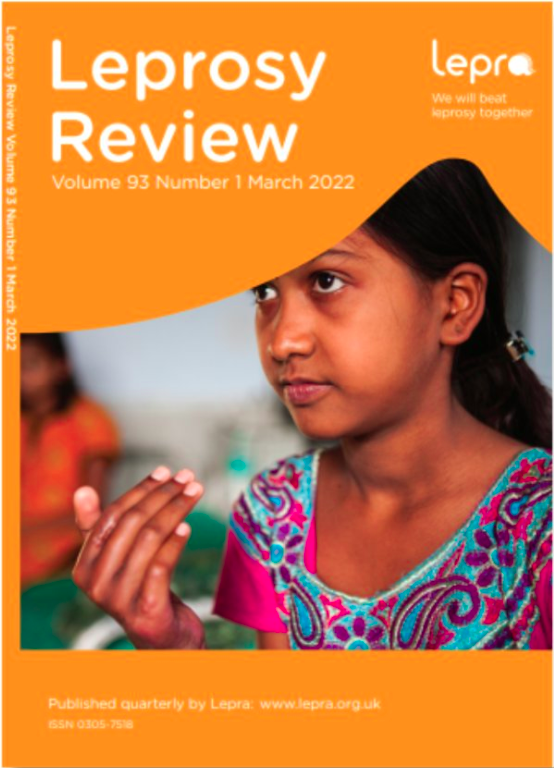 Leprosy Review Volume 93 Number 1 March 2022
Leprosy
Review
Volume 93 Number 1 March 2022
lepra
We will beat
leprosy together
Published quarterly by Lepra: www.lepra.org.uk
ISSN 0305-7518